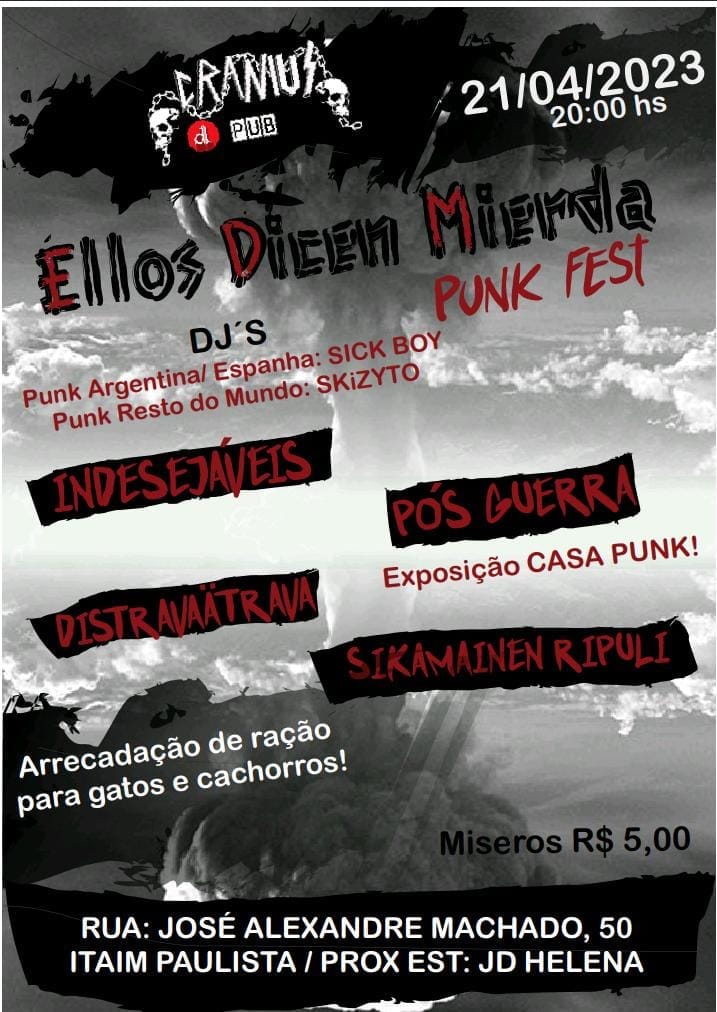 CRANIUS
d PUB
21/04/2023
20:00 hs
Ellos Dicen Mierda
PUNK FEST
DJ´S
Punk Argentina/ Espanha: SICK BOY
Punk Resto do Mundo: SKiZYTO
INDESEJÁVEIS
PÓS GUERRA
Exposição CASA PUNK!
DISTRAVAÄTRAVA
SIKAMAINEN RIPULI
Arrecadação de ração
para gatos e cachorros!
Miseros R$ 5,00
RUA: JOSÉ ALEXANDRE MACHADO, 50
ITAIM PAULISTA / PROX EST: JD HELENA